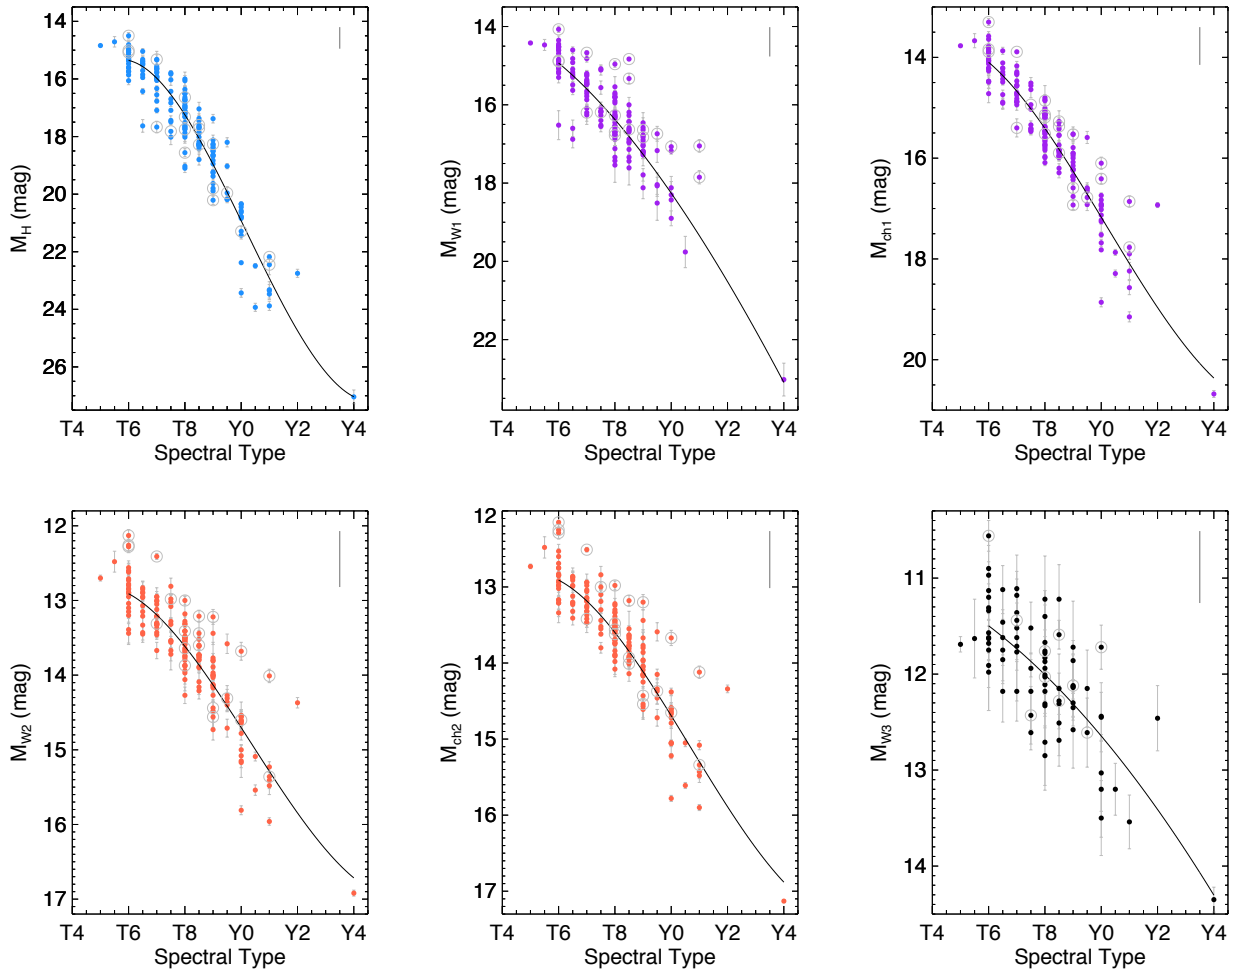 14
16
18
20
22
24
26
M_H (mag)
T4 T6 T8 Y0 Y2 Y4
Spectral Type
14
16
18
20
22
M_W1 (mag)
T4 T6 T8 Y0 Y2 Y4
Spectral Type
14
16
18
20
M_ch1 (mag)
T4 T6 T8 Y0 Y2 Y4
Spectral Type
12
13
14
15
16
17
M_W2 (mag)
T4 T6 T8 Y0 Y2 Y4
Spectral Type
12
13
14
15
16
17
M_ch2 (mag)
T4 T6 T8 Y0 Y2 Y4
Spectral Type
11
12
13
14
M_W3 (mag)
T4 T6 T8 Y0 Y2 Y4
Spectral Type